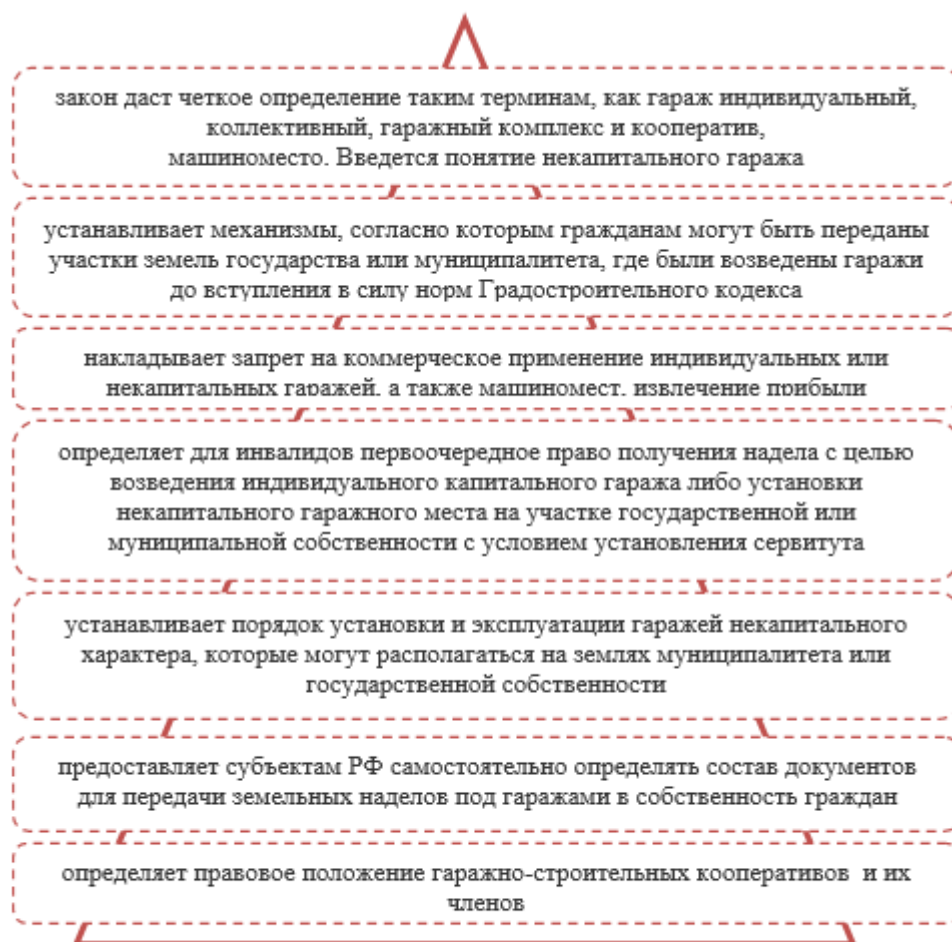 закон даст четкое определение таким терминам, как гараж индивидуальный,
коллективный, гаражный комплекс и кооператив,
машиноместо. Введется понятие некапитального гаража
устанавливает механизмы, согласно которым гражданам могут быть переданы
участки земель государства или муниципалитета, где были возведены гаражи
до вступления в силу норм Градостроительного кодекса
накладывает запрет на коммерческое применение индивидуальных или
некапитальных гаражей, а также машиномест, извлечение прибыли
определяет для инвалидов первоочередное право получения надела с целью
возведения индивидуального капитального гаража либо установки
некапитального гаражного места на участке государственной или
муниципальной собственности с условием установления сервитута
устанавливает порядок установки и эксплуатации гаражей некапитального
характера, которые могут располагаться на землях муниципалитета или
государственной собственности
предоставляет субъектам РФ самостоятельно определять состав документов
для передачи земельных наделов под гаражами в собственность граждан
определяет правовое положение гаражно-строительных кооперативов и их
членов